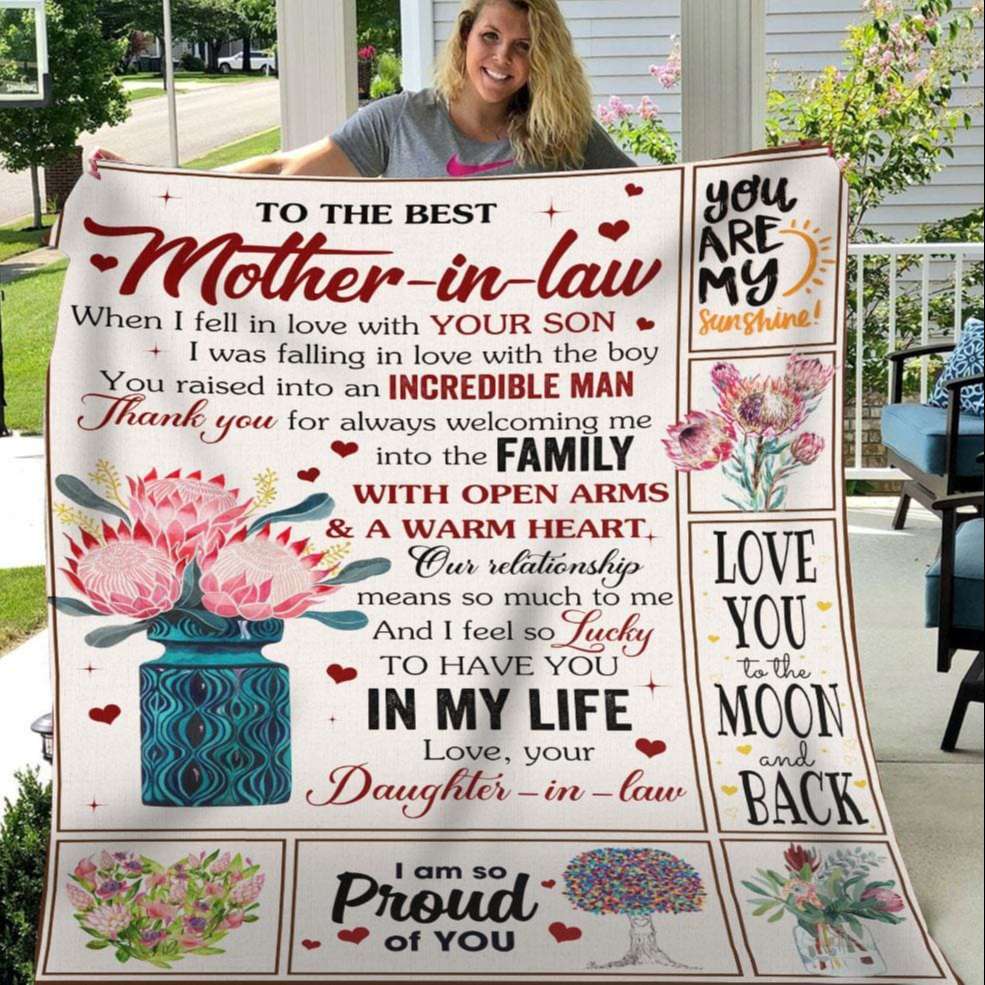 TO THE BEST
Mother-in-law
When I fell in love with YOUR SON
I was falling in love with the boy
You raised into an INCREDIBLE MAN
Thank you for always welcoming me
into the FAMILY
WITH OPEN ARMS
& A WARM HEART.
Our relationship
means so much to me
And I feel so Lucky
TO HAVE YOU
IN MY LIFE
Love, your
Daughter-in-law
you
ARE
MY
sunshine!
LOVE
YOU
to the
MOON
and
BACK
I am so
Proud
of YOU